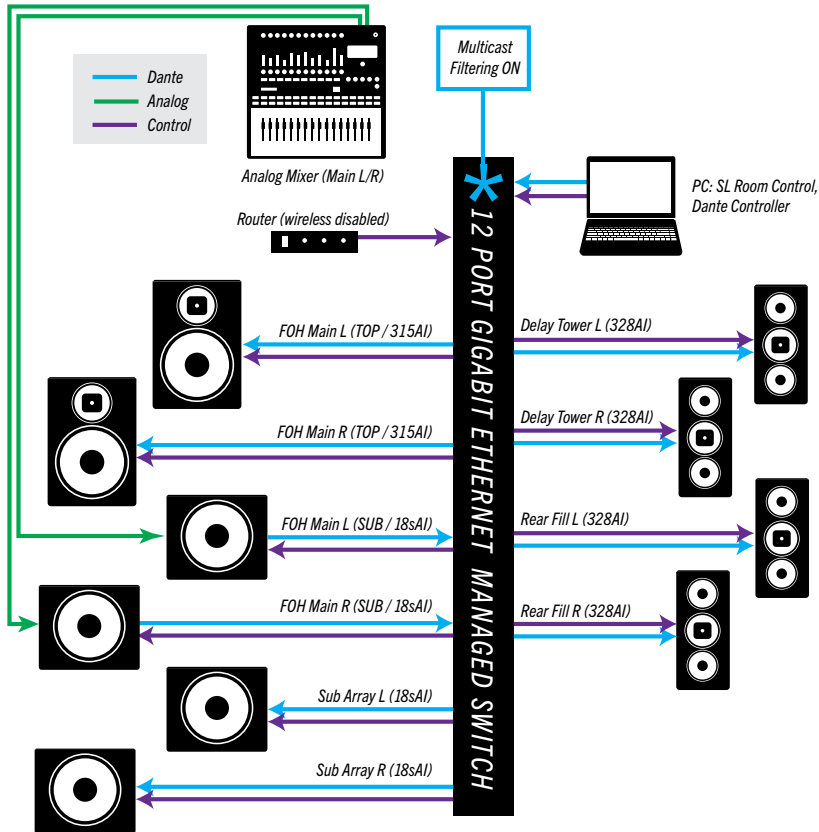 Multicast
Filtering ON
Dante
Analog
Control
Analog Mixer (Main L/R)
PC: SL Room Control,
Dante Controller
Router (wireless disabled)
12 PORT GIGABIT ETHERNET MANAGED SWITCH
FOH Main L (TOP / 315AI)
Delay Tower L (328AI)
FOH Main R (TOP / 315AI)
Delay Tower R (328AI)
FOH Main L (SUB / 18sAI)
Rear Fill L (328AI)
FOH Main R (SUB / 18sAI)
Rear Fill R (328AI)
Sub Array L (18sAI)
Sub Array R (18sAI)